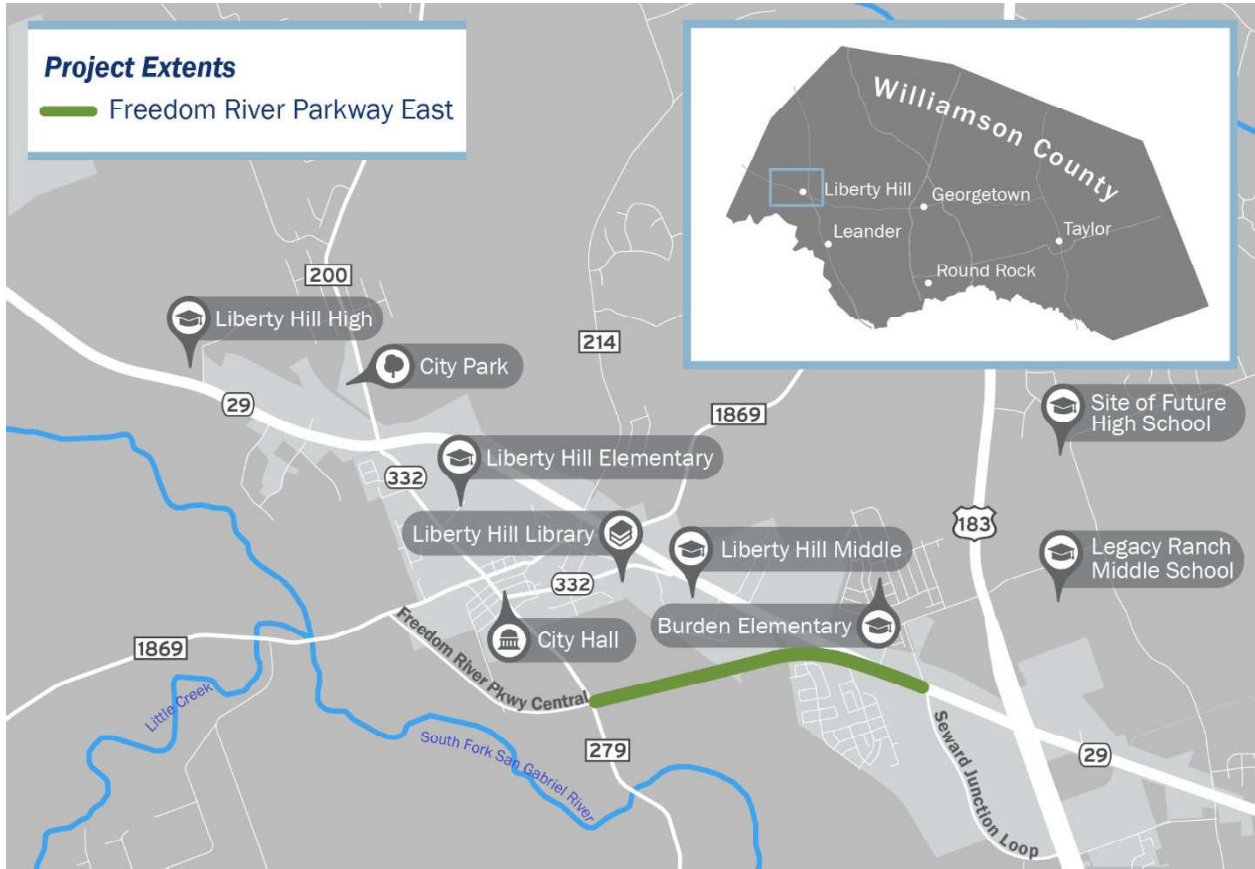 Project Extents
Freedom River Parkway East
Williamson County
Liberty Hill
Georgetown
Leander
Taylor
Round Rock
200
Liberty Hill High
214
City Park
29
1869
Site of Future
High School
332
Liberty Hill Elementary
183
Liberty Hill Library
Liberty Hill Middle
Legacy Ranch
Middle School
332
Burden Elementary
City Hall
1869
Freedom River Pkwy Central
Little Creek
South Fork San Gabriel River
279
Seward Junction Loop
29